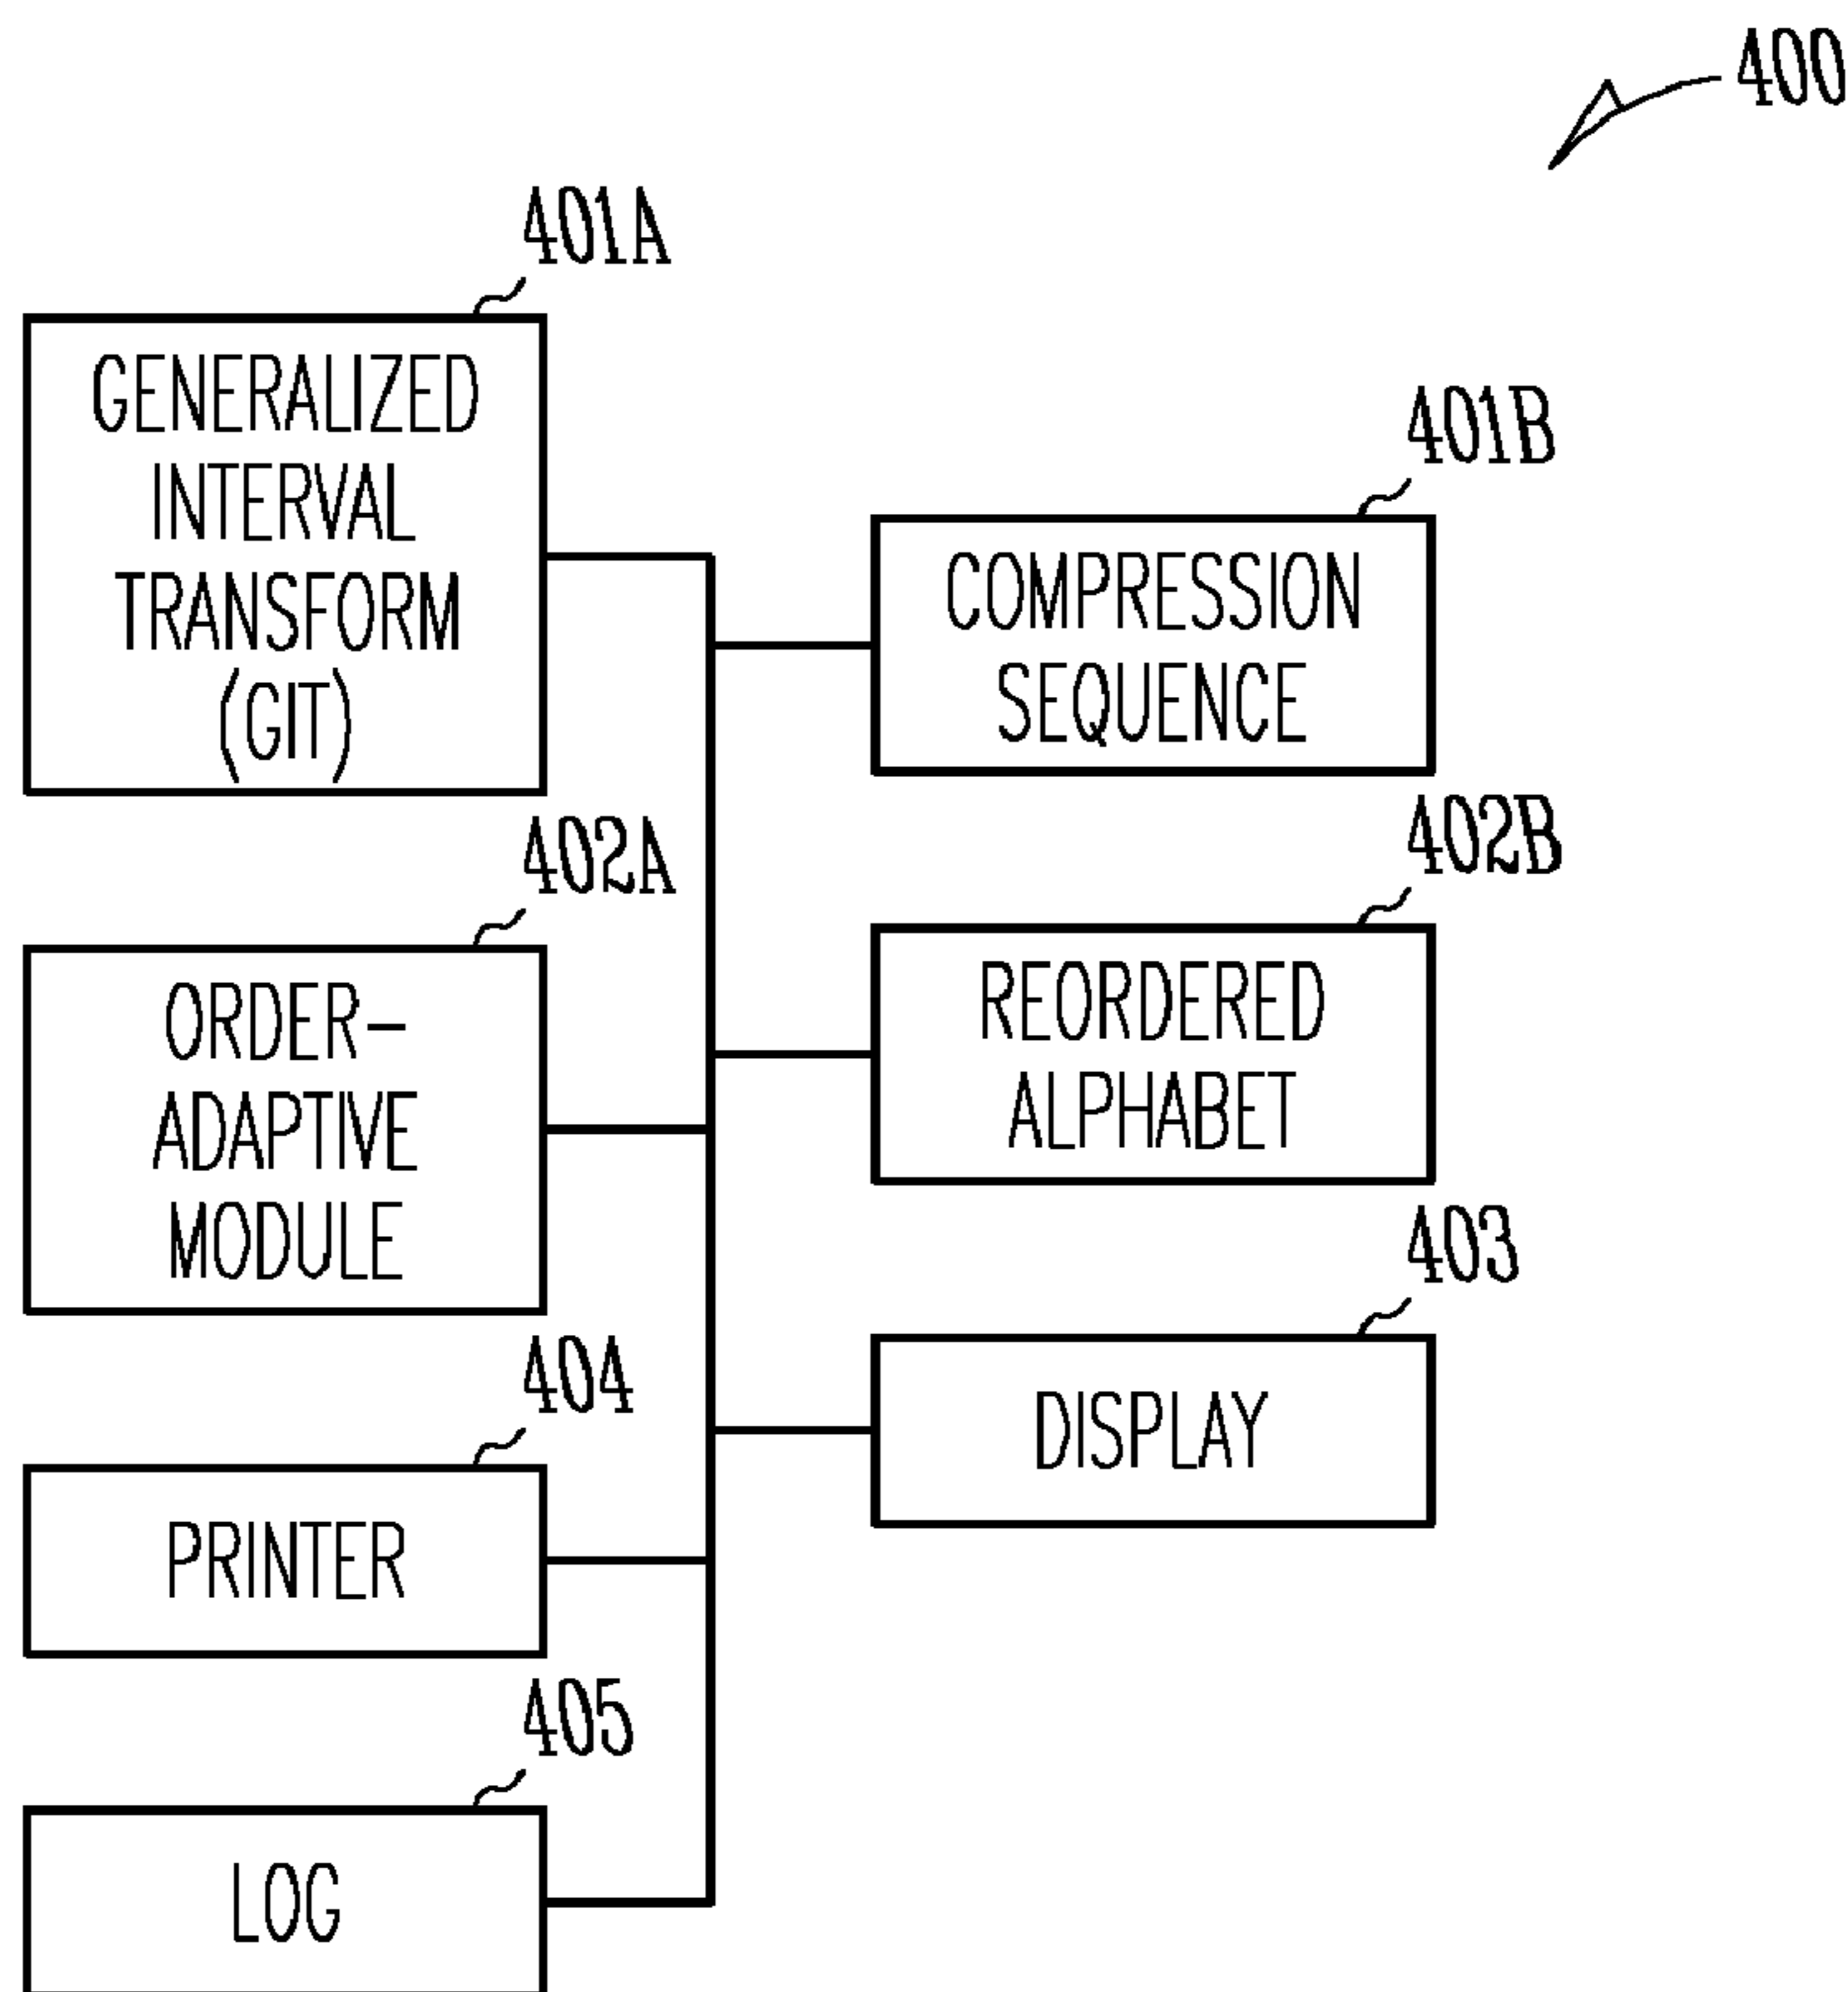 400
401A
GENERALIZED
INTERVAL
TRANSFORM
(GIT)
401B
COMPRESSION
SEQUENCE
402A
ORDER-
ADAPTIVE
MODULE
402B
REORDERED
ALPHABET
403
DISPLAY
404
PRINTER
405
LOG